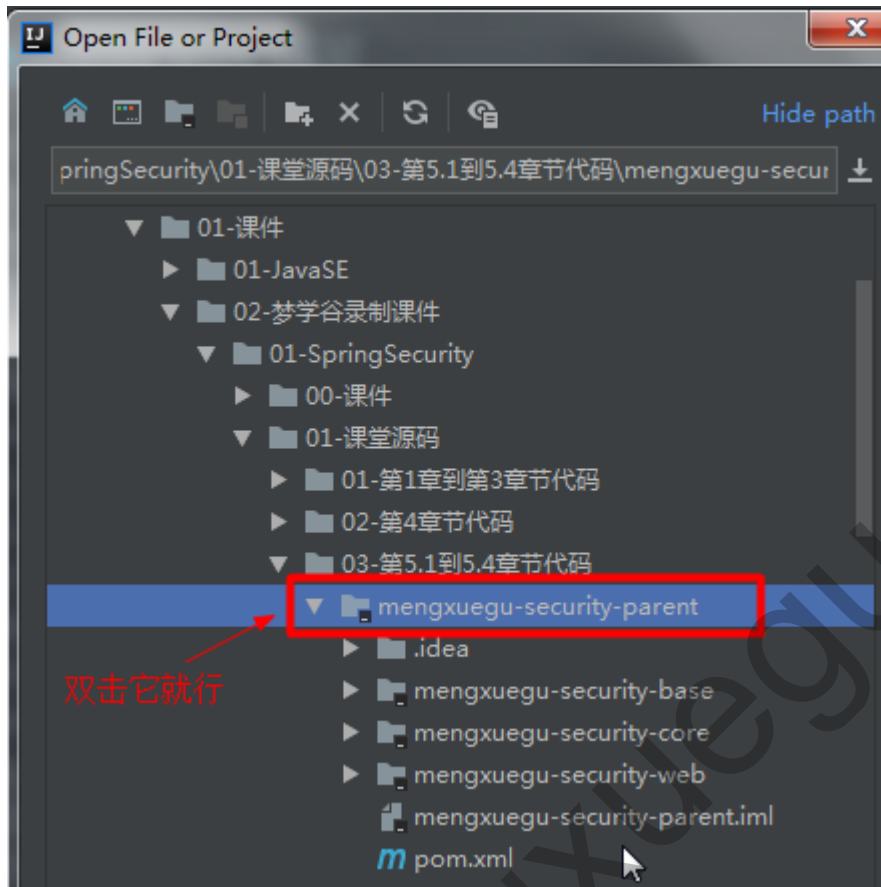 Open File or Project
Hide path
pringSecurity\01-课堂源码\03-第5.1到5.4章节代码\mengxuegu-secur
01-课件
01-JavaSE
02-梦学谷录制课件
01-SpringSecurity
00-课件
01-课堂源码
01-第1章到第3章节代码
02-第4章节代码
03-第5.1到5.4章节代码
mengxuegu-security-parent
.idea
双击它就行
mengxuegu-security-base
mengxuegu-security-core
mengxuegu-security-web
mengxuegu-security-parent.iml
pom.xml
xuegu